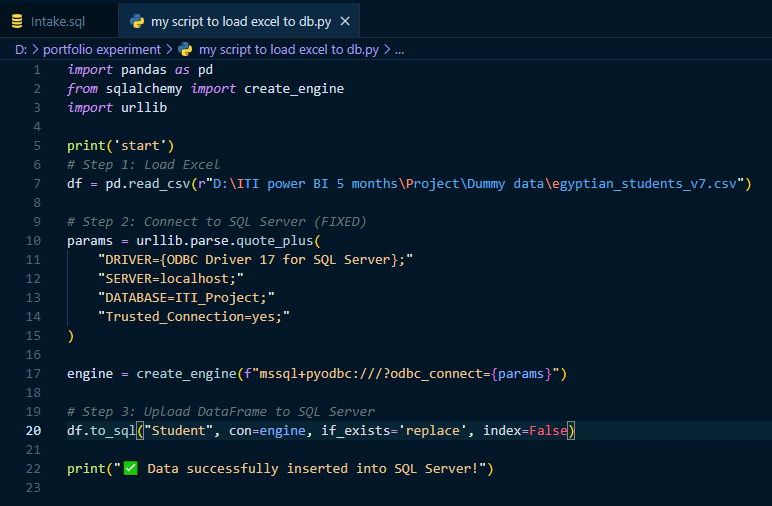 Intake.sql my script to load excel to db.py ×
D: > portfolio experiment > my script to load excel to db.py > ...
1 import pandas as pd
2 from sqlalchemy import create_engine
3 import urllib
4
5 print('start')
6 # Step 1: Load Excel
7 df = pd.read_csv(r"D:\ITI power BI 5 months\Project\Dummy data\egyptian_students_v7.csv")
8
9 # Step 2: Connect to SQL Server (FIXED)
10 params = urllib.parse.quote_plus(
11     "DRIVER={ODBC Driver 17 for SQL Server};"
12     "SERVER=localhost;"
13     "DATABASE=ITI_Project;"
14     "Trusted_Connection=yes;"
15 )
16
17 engine = create_engine(f"mssql+pyodbc:///?odbc_connect={params}")
18
19 # Step 3: Upload DataFrame to SQL Server
20 df.to_sql("Student", con=engine, if_exists='replace', index=False)
21
22 print("✅ Data successfully inserted into SQL Server!")
23